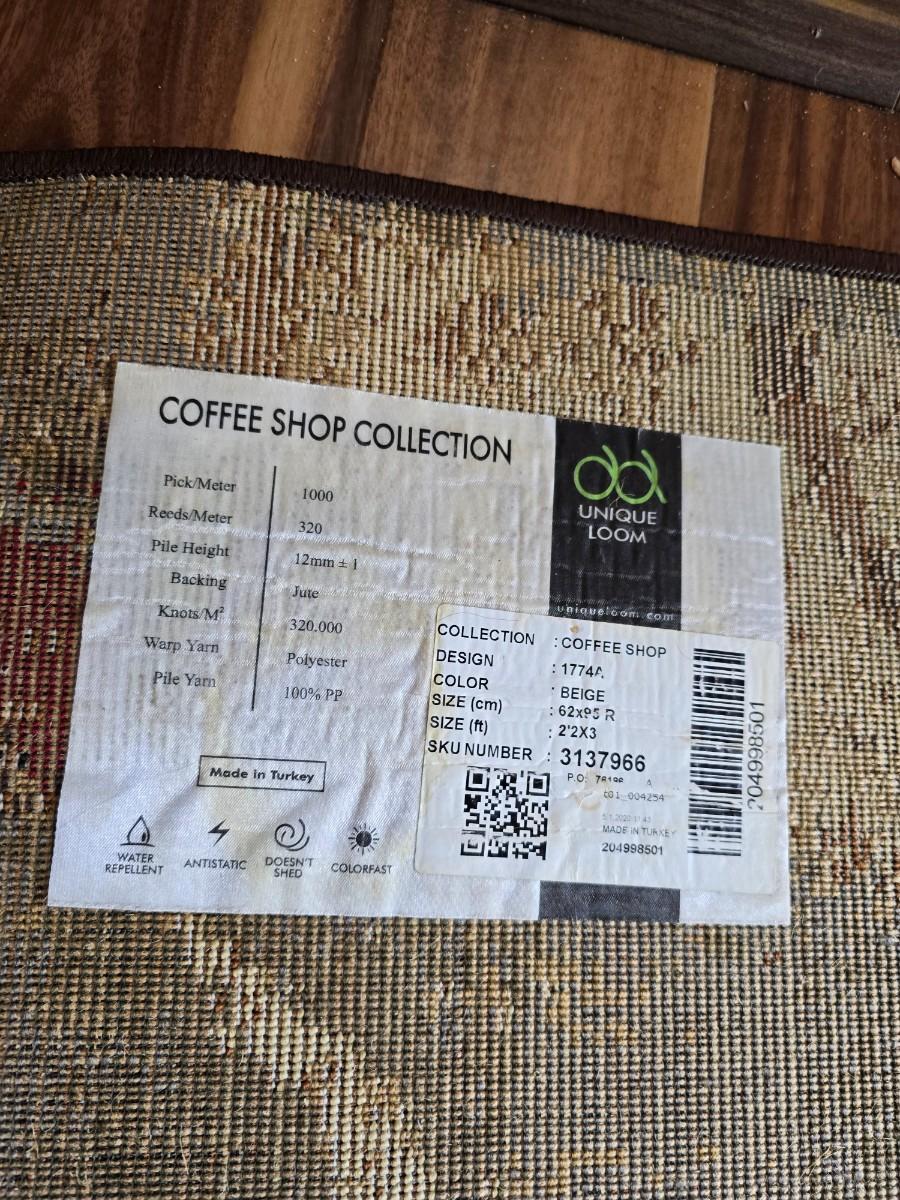 COFFEE SHOP COLLECTION
Pick/Meter 1000
Reeds/Meter 320
Pile Height 12mm ± 1
Backing Jute
Knots/M² 320.000
Warp Yarn Polyester
Pile Yarn 100% PP
Made in Turkey
WATER REPELLENT
ANTISTATIC
DOESN'T SHED
COLORFAST
UNIQUE
LOOM
uniqueloom.com
COLLECTION : COFFEE SHOP
DESIGN : 1774A
COLOR : BEIGE
SIZE (cm) : 62x95 R
SIZE (ft) : 2'2X3
SKU NUMBER : 3137966
P.O: A
004254
MADE IN TURKEY
204998501
204998501